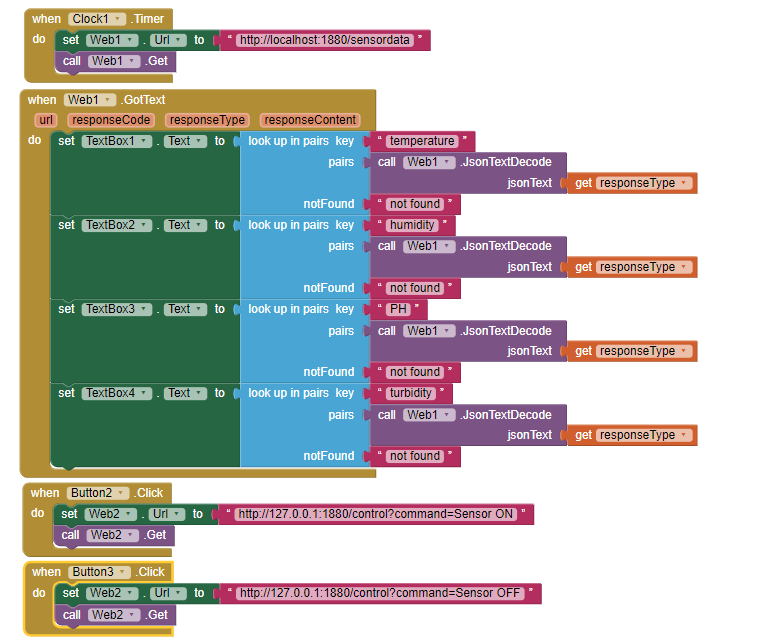 when Clock1 .Timer
do set Web1 . Url to " http://localhost:1880/sensordata "
call Web1 .Get
when Web1 .GotText
url responseCode responseType responseContent
do set TextBox1 . Text to look up in pairs key " temperature "
pairs call Web1 .JsonTextDecode
jsonText get responseType
notFound " not found "
set TextBox2 . Text to look up in pairs key " humidity "
pairs call Web1 .JsonTextDecode
jsonText get responseType
notFound " not found "
set TextBox3 . Text to look up in pairs key " PH "
pairs call Web1 .JsonTextDecode
jsonText get responseType
notFound " not found "
set TextBox4 . Text to look up in pairs key " turbidity "
pairs call Web1 .JsonTextDecode
jsonText get responseType
notFound " not found "
when Button2 .Click
do set Web2 . Url to " http://127.0.0.1:1880/control?command=Sensor ON "
call Web2 .Get
when Button3 .Click
do set Web2 . Url to " http://127.0.0.1:1880/control?command=Sensor OFF "
call Web2 .Get